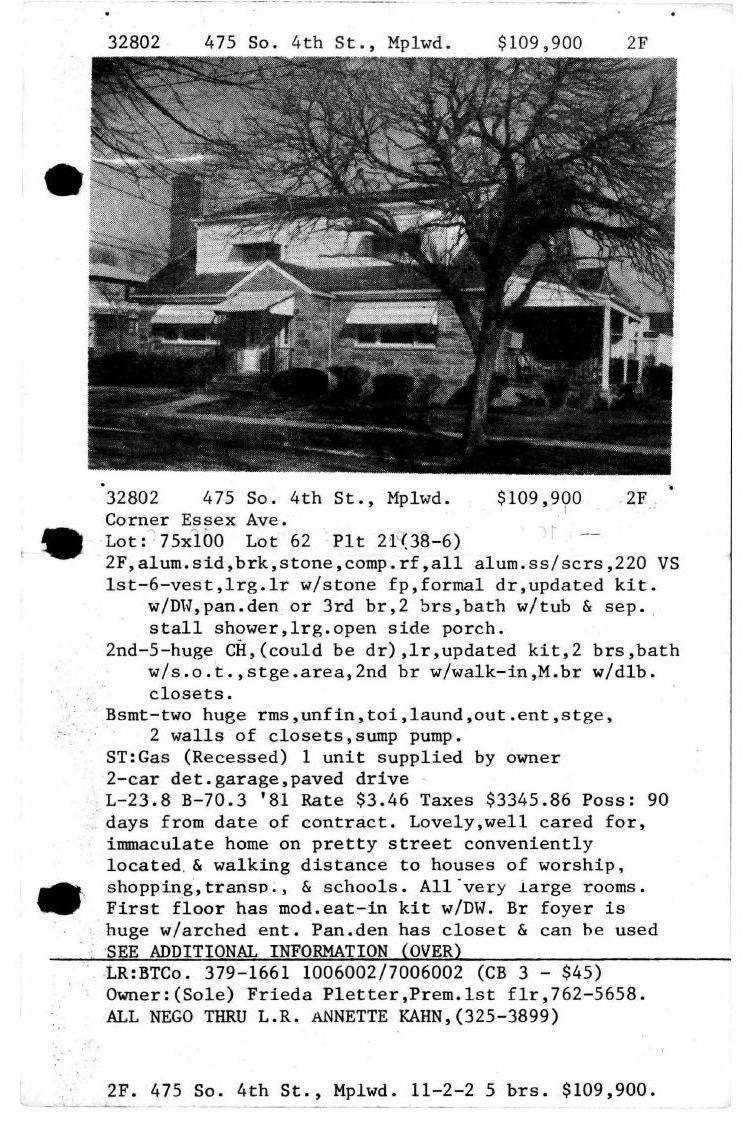 32802 475 So. 4th St., Mplwd. $109,900 2F
32802 475 So. 4th St., Mplwd. $109,900 2F
Corner Essex Ave.
Lot: 75x100 Lot 62 Plt 21(38-6)
2F,alum.sid,brk,stone,comp.rf,all alum.ss/scrs,220 VS
1st-6-vest,lrg.lr w/stone fp,formal dr,updated kit.
w/DW,pan.den or 3rd br,2 brs,bath w/tub & sep.
stall shower,lrg.open side porch.
2nd-5-huge CH,(could be dr),lr,updated kit,2 brs,bath
w/s.o.t.,stge.area,2nd br w/walk-in,M.br w/dlb.
closets.
Bsmt-two huge rms,unfin,toi,laund,out.ent,stge,
2 walls of closets,sump pump.
ST:Gas (Recessed) 1 unit supplied by owner
2-car det.garage,paved drive
L-23.8 B-70.3 '81 Rate $3.46 Taxes $3345.86 Poss: 90
days from date of contract. Lovely,well cared for,
immaculate home on pretty street conveniently
located & walking distance to houses of worship,
shopping,transp., & schools. All very large rooms.
First floor has mod.eat-in kit w/DW. Br foyer is
huge w/arched ent. Pan.den has closet & can be used
SEE ADDITIONAL INFORMATION (OVER)
LR:BTCo. 379-1661 1006002/7006002 (CB 3 - $45)
Owner:(Sole) Frieda Pletter,Prem.1st flr,762-5658.
ALL NEGO THRU L.R. ANNETTE KAHN,(325-3899)
2F. 475 So. 4th St., Mplwd. 11-2-2 5 brs. $109,900.